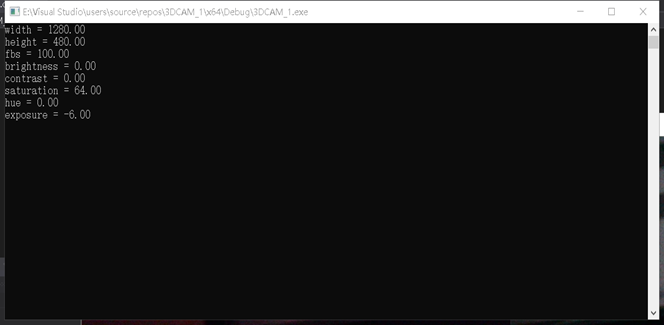 E:\Visual Studio\users\source\repos\3DCAM_1\x64\Debug\3DCAM_1.exe
width = 1280.00
height = 480.00
fbs = 100.00
brightness = 0.00
contrast = 0.00
saturation = 64.00
hue = 0.00
exposure = -6.00